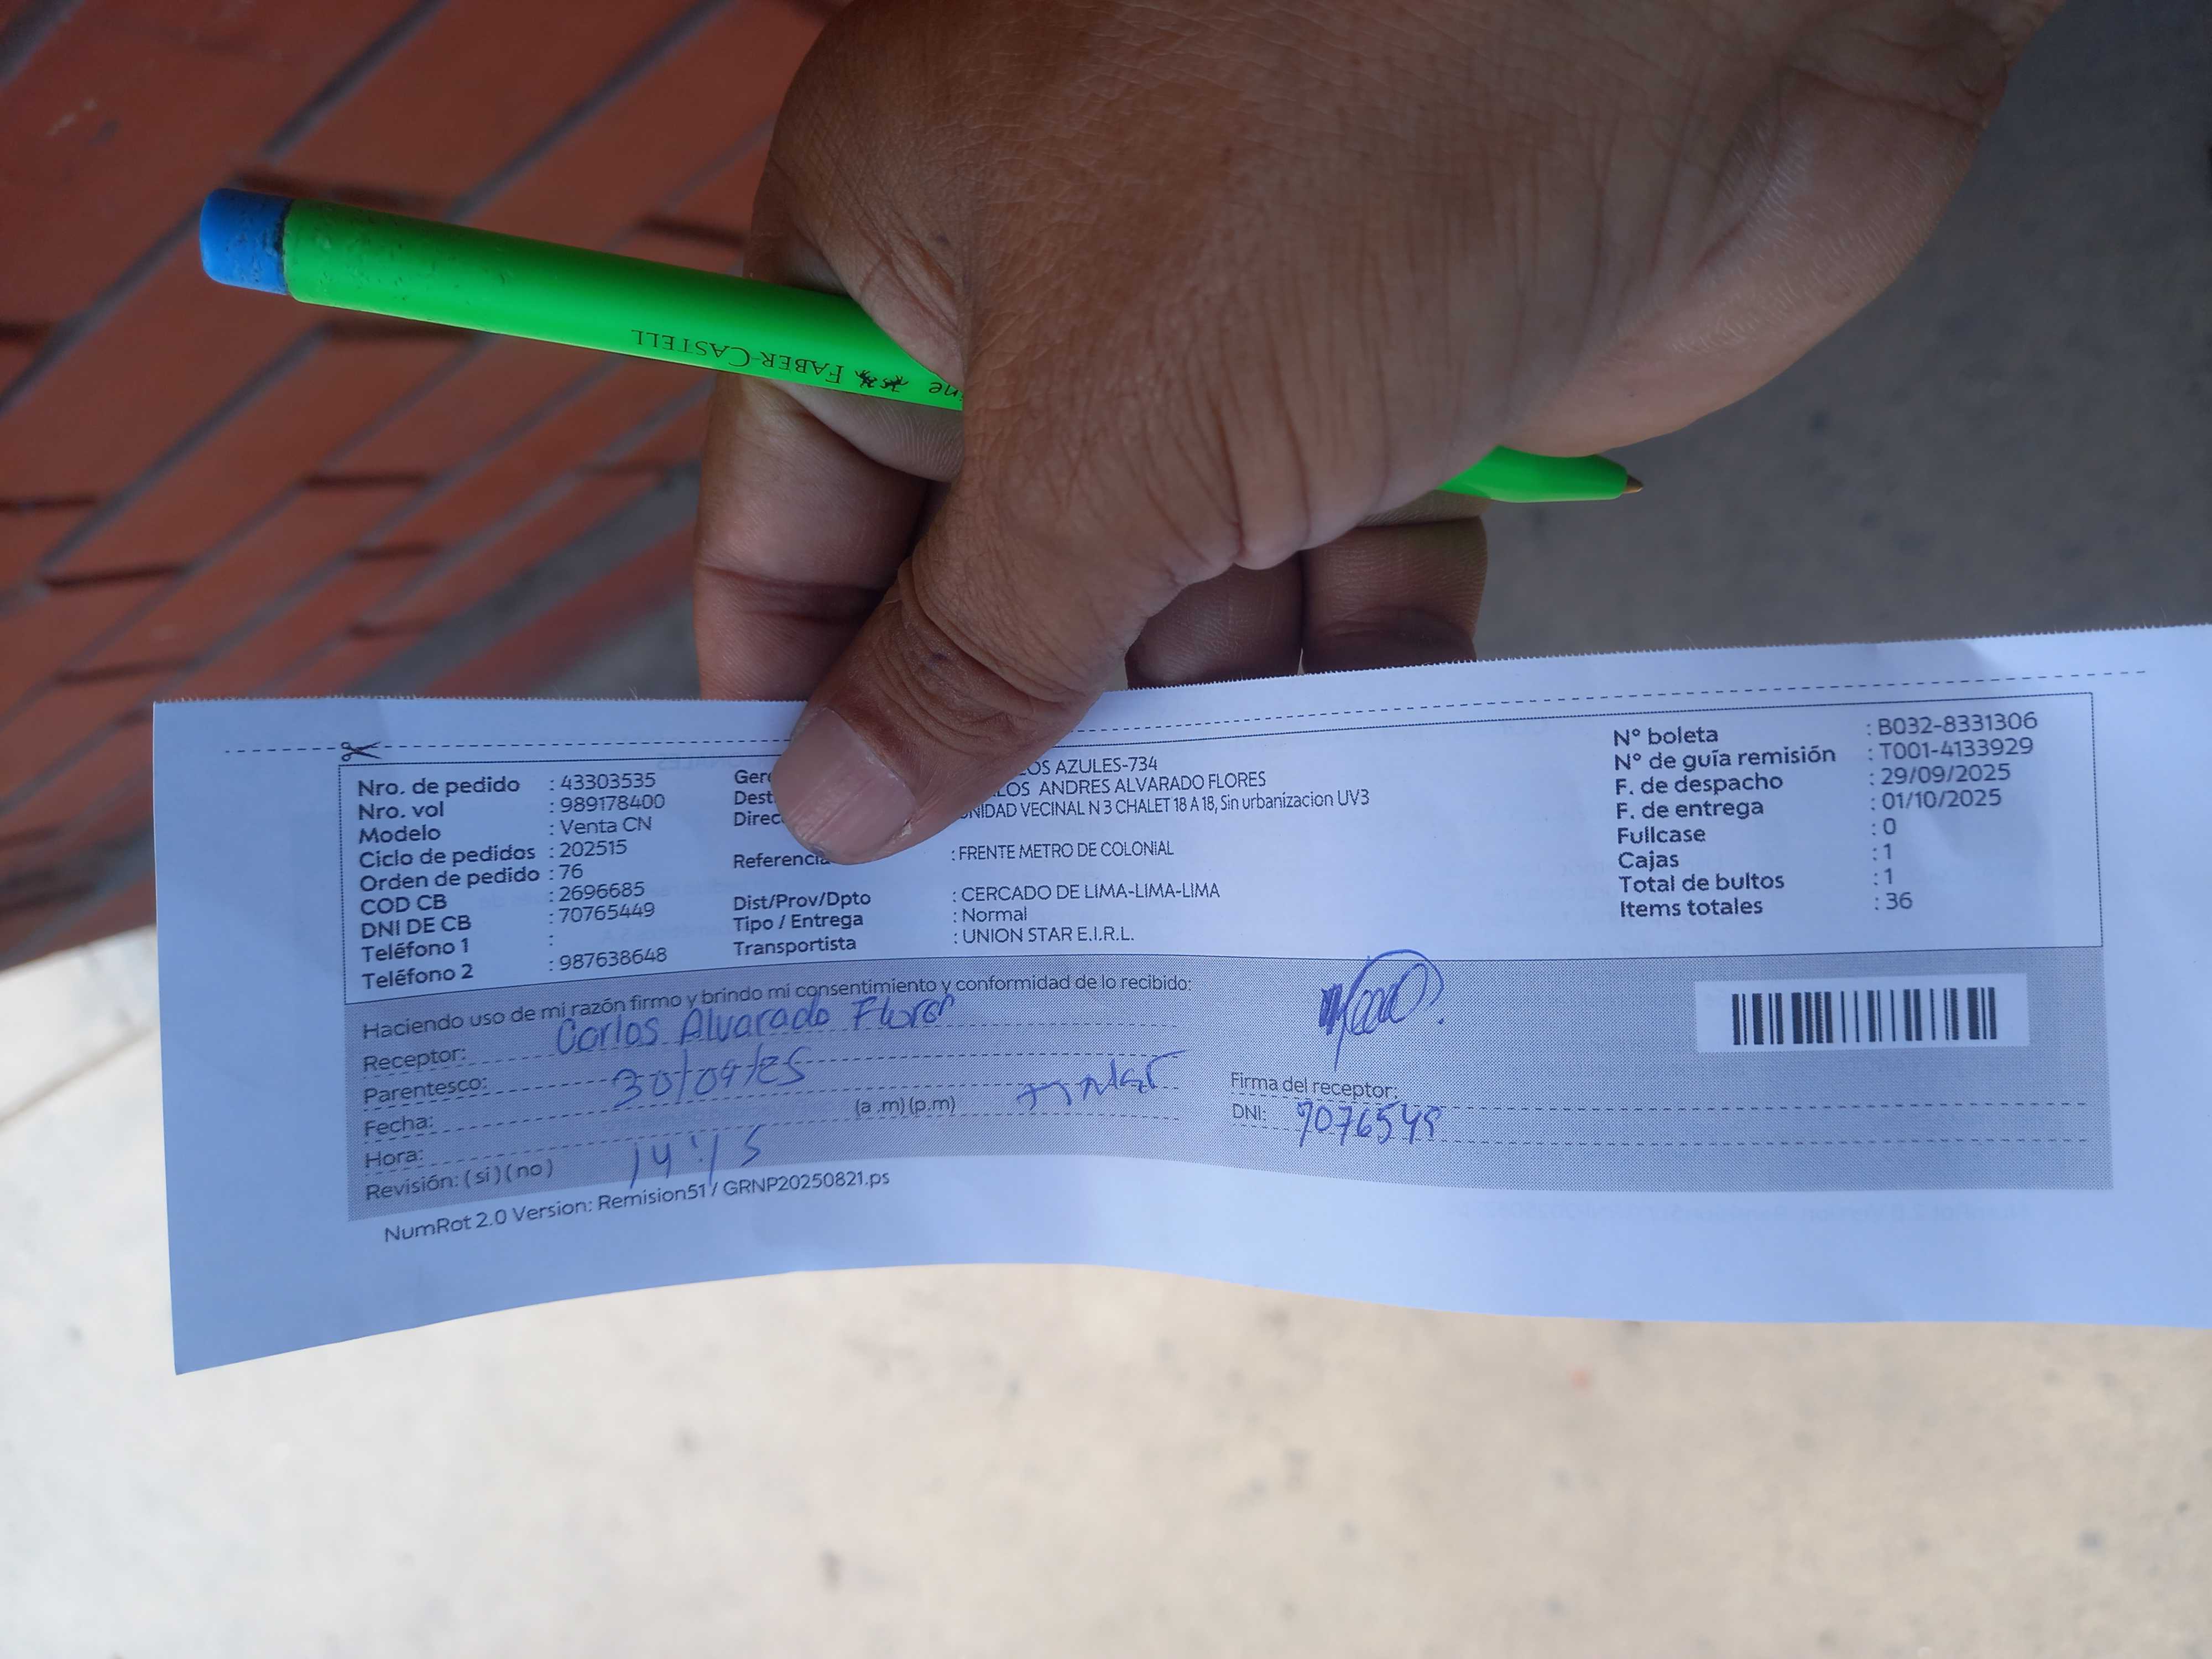 FABER-CASTELL
ine
Nro. de pedido : 43303535
Nro. vol : 989178400
Modelo : Venta CN
Ciclo de pedidos : 202515
Orden de pedido : 76
COD CB : 2696685
DNI DE CB : 70765449
Teléfono 1 :
Teléfono 2 : 987638648
Gere OS AZULES-734
Dest LOS ANDRES ALVARADO FLORES
Direc NIDAD VECINAL N 3 CHALET 18 A 18, Sin urbanizacion UV3
Referencia : FRENTE METRO DE COLONIAL
Dist/Prov/Dpto : CERCADO DE LIMA-LIMA-LIMA
Tipo / Entrega : Normal
Transportista : UNION STAR E.I.R.L.
N° boleta : B032-8331306
N° de guía remisión : T001-4133929
F. de despacho : 29/09/2025
F. de entrega : 01/10/2025
Fullcase : 0
Cajas : 1
Total de bultos : 1
Items totales : 36
Haciendo uso de mi razón firmo y brindo mi consentimiento y conformidad de lo recibido:
Receptor: Carlos Alvarado Flores
Parentesco:
Fecha: 30/09/25
Hora: (a .m) (p.m)
Revisión: ( si ) ( no ) 14:15
Firma del receptor:
DNI: 7076549
NumRot 2.0 Version: Remision51 / GRNP20250821.ps